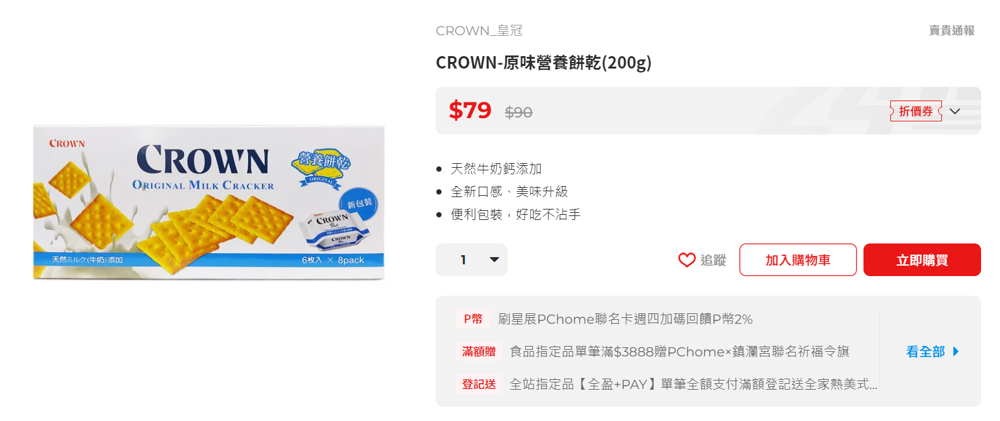 CROWN
CROWN
ORIGINAL MILK CRACKER
營養餅乾
ORIGINAL
新包裝
CROWN
Pack
CROWN
天然ミルク(牛奶)添加
6枚入 × 8pack
CROWN_皇冠
賣貴通報
CROWN-原味營養餅乾(200g)
$79 $90
折價券
天然牛奶鈣添加
全新口感、美味升級
便利包裝，好吃不沾手
1
追蹤
加入購物車
立即購買
P幣 刷星展PChome聯名卡週四加碼回饋P幣2%
滿額贈 食品指定品單筆滿$3888贈PChome×鎮瀾宮聯名祈福令旗
登記送 全站指定品【全盈+PAY】單筆全額支付滿額登記送全家熱美式...
看全部